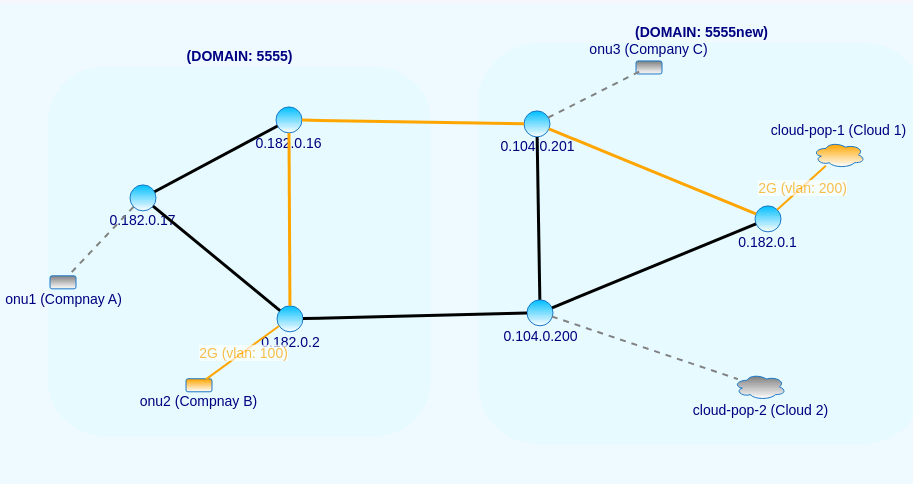 (DOMAIN: 5555new)
onu3 (Company C)
(DOMAIN: 5555)
cloud-pop-1 (Cloud 1)
0.182.0.16
0.104.0.201
2G (vlan: 200)
0.182.0.17
0.182.0.1
onu1 (Compnay A)
0.182.0.2
0.104.0.200
2G (vlan: 100)
onu2 (Compnay B)
cloud-pop-2 (Cloud 2)